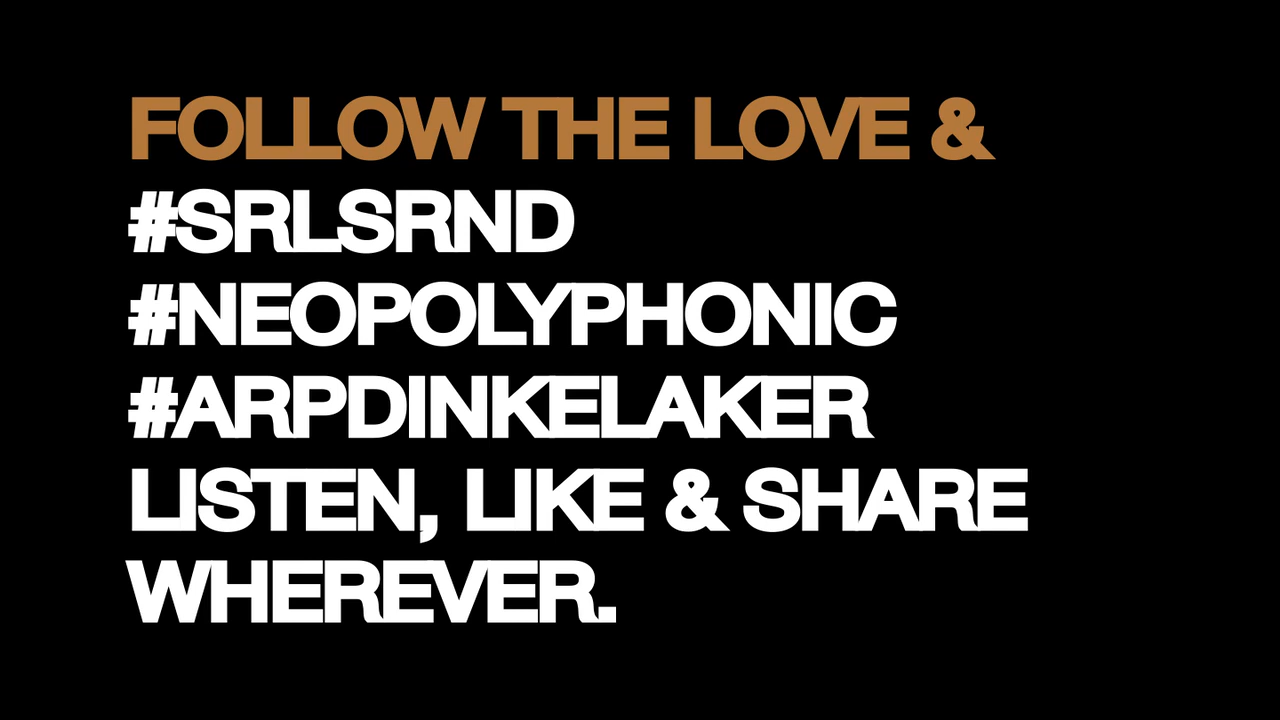 FOLLOW THE LOVE &
#SRLSRND
#NEOPOLYPHONIC
#ARPDINKELAKER
LISTEN, LIKE & SHARE
WHEREVER.